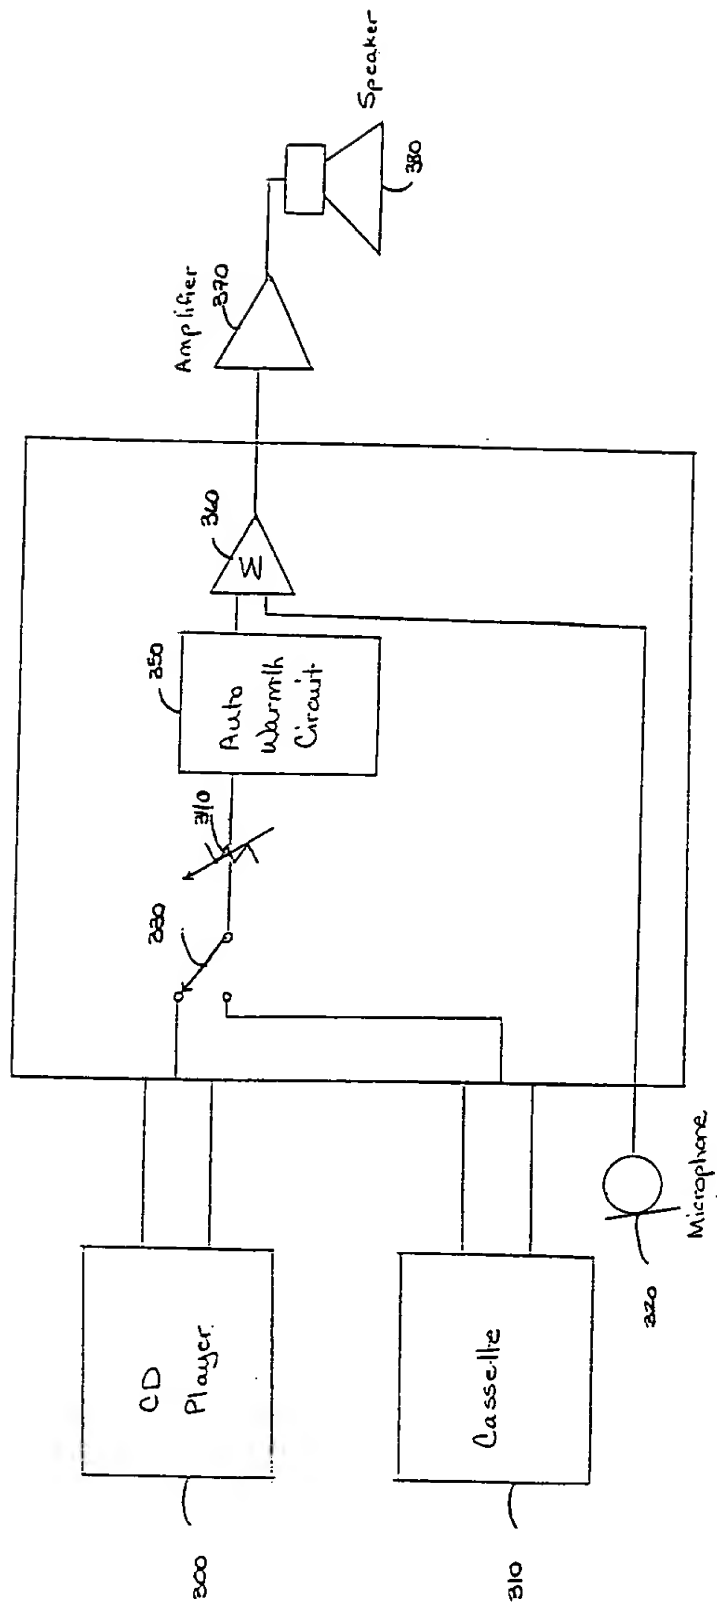 300
CD
Player
310
Cassette
320
Microphone
330
340
350
Auto
Warmth
Circuit
360
Σ
Amplifier
370
380
Speaker